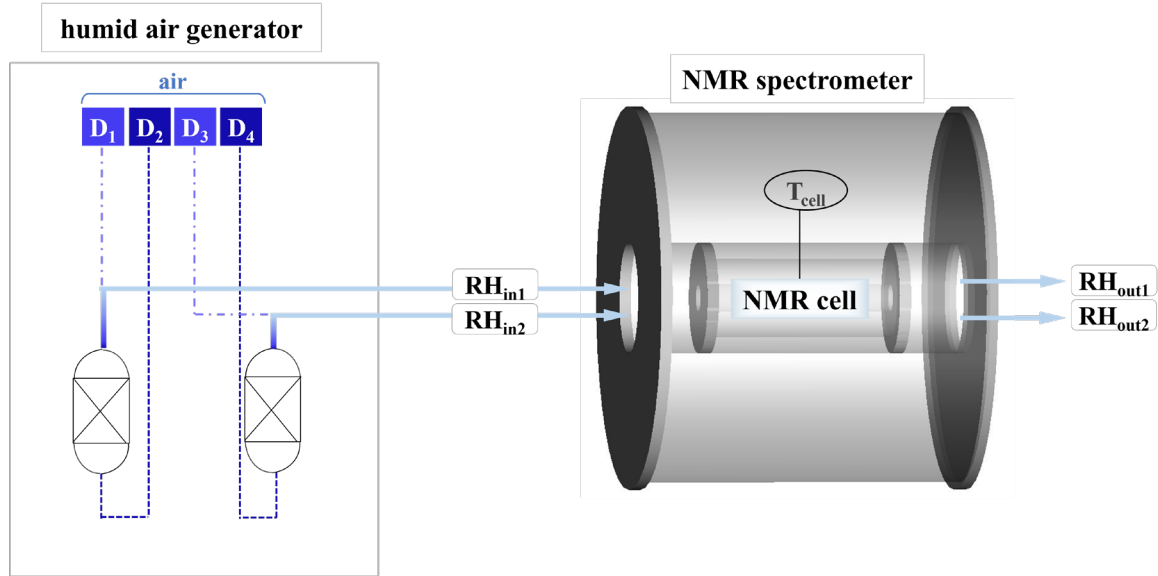 humid air generator
air
D1 D2 D3 D4
NMR spectrometer
Tcell
RHin1
RHin2
NMR cell
RHout1
RHout2